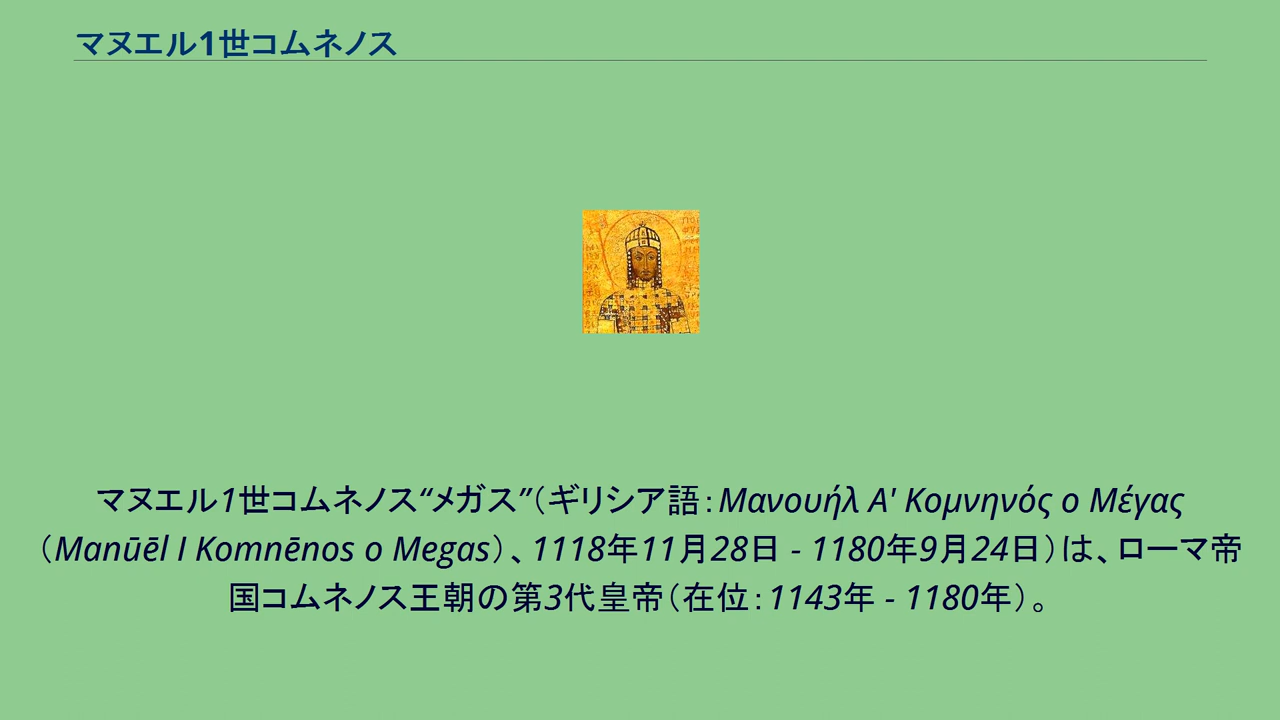 マヌエル1世コムネノス
マヌエル1世コムネノス“メガス”（ギリシア語：Μανουήλ Α' Κομνηνός ο Μέγας
（Manūēl I Komnēnos o Megas）、1118年11月28日 - 1180年9月24日）は、ローマ帝
国コムネノス王朝の第3代皇帝（在位：1143年 - 1180年）。